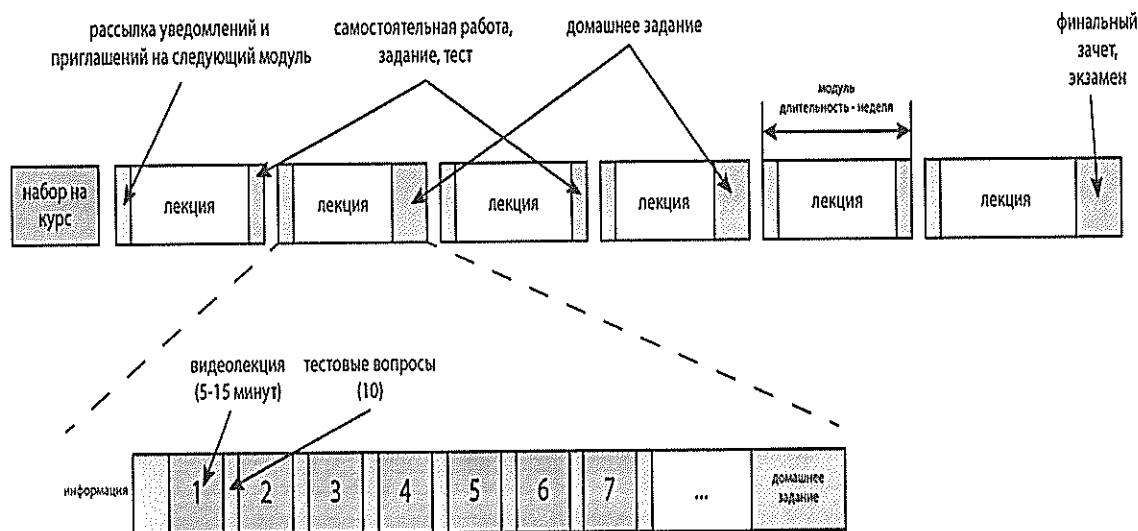 рассылка уведомлений и
приглашений на следующий модуль
самостоятельная работа,
задание, тест
домашнее задание
финальный
зачет,
экзамен
модуль
длительность - неделя
набор на
курс
лекция
лекция
лекция
лекция
лекция
лекция
видеолекция
(5-15 минут)
тестовые вопросы
(10)
информация
1
2
3
4
5
6
7
...
домашнее
задание